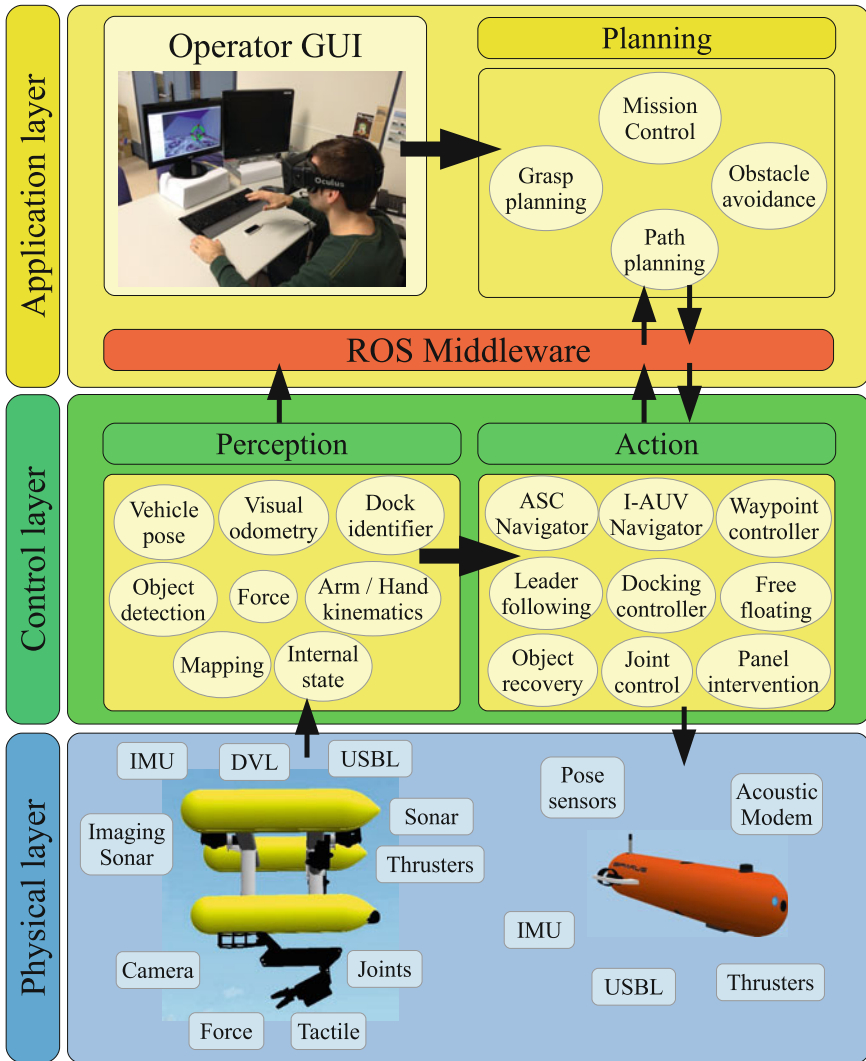 Application layer
Operator GUI
Oculus
Planning
Mission
Control
Grasp
planning
Obstacle
avoidance
Path
planning
ROS Middleware
Control layer
Perception
Vehicle
pose
Visual
odometry
Dock
identifier
Object
detection
Force
Arm / Hand
kinematics
Mapping
Internal
state
Action
ASC
Navigator
I-AUV
Navigator
Waypoint
controller
Leader
following
Docking
controller
Free
floating
Object
recovery
Joint
control
Panel
intervention
Physical layer
IMU
DVL
USBL
Imaging
Sonar
Sonar
Thrusters
Camera
Joints
Force
Tactile
Pose
sensors
Acoustic
Modem
SPARUS
IMU
USBL
Thrusters